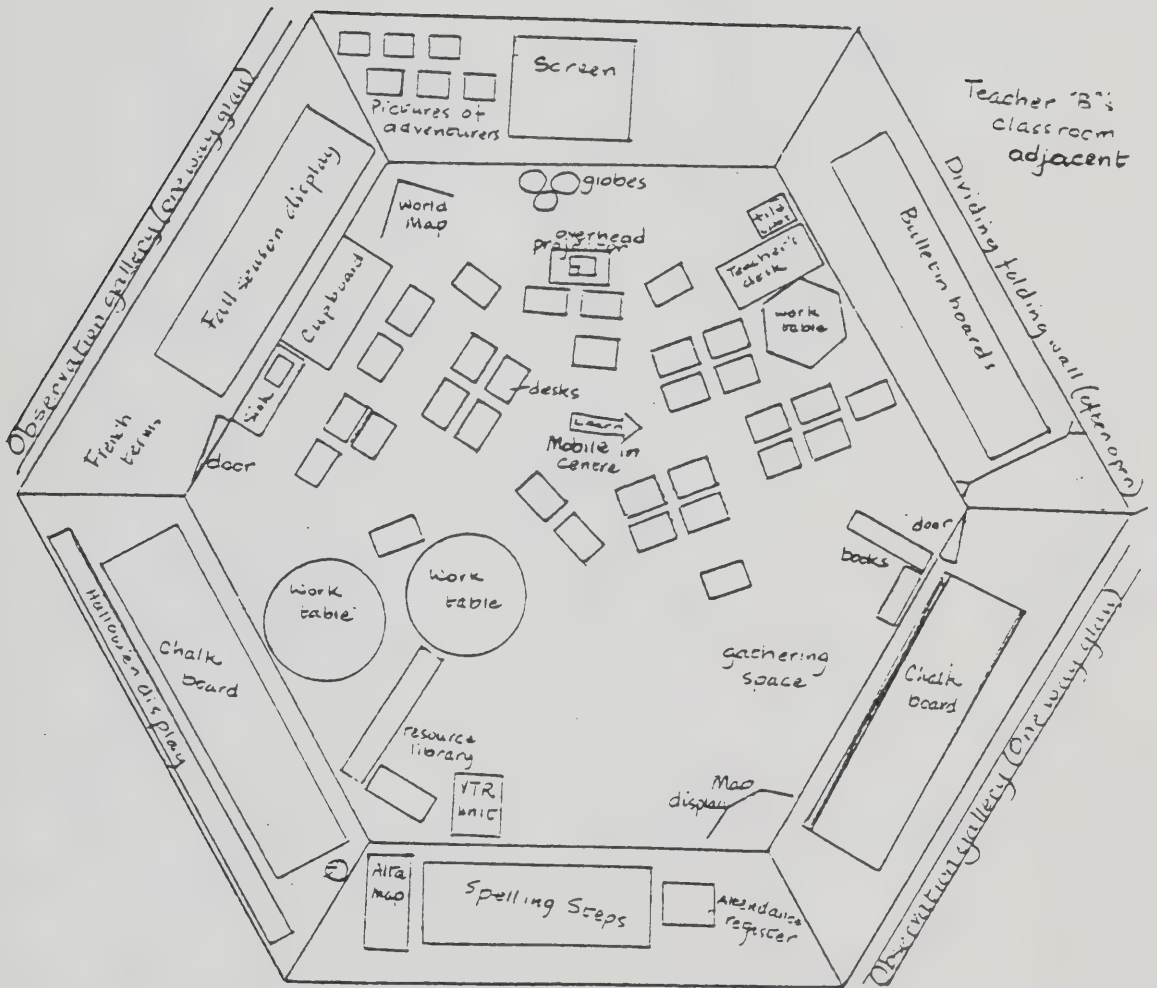 Screen
Pictures of
adventurers
Teacher "B"'s
classroom
adjacent
Observation gallery (One way glass)
Fall season display
World
Map
globes
overhead
projector
Teacher's
desk
work
table
Bulletin boards
Dividing folding wall (often open)
Cupboard
Sink
desks
French
terms
door
Learn
Mobile in
centre
door
books
Work
table
Work
table
Halloween display
Chalk
board
gathering
space
Chalk
board
Observation gallery (One way glass)
resource
library
VTR
unit
Map
display
Alta
map
Spelling Steps
Attendance
register